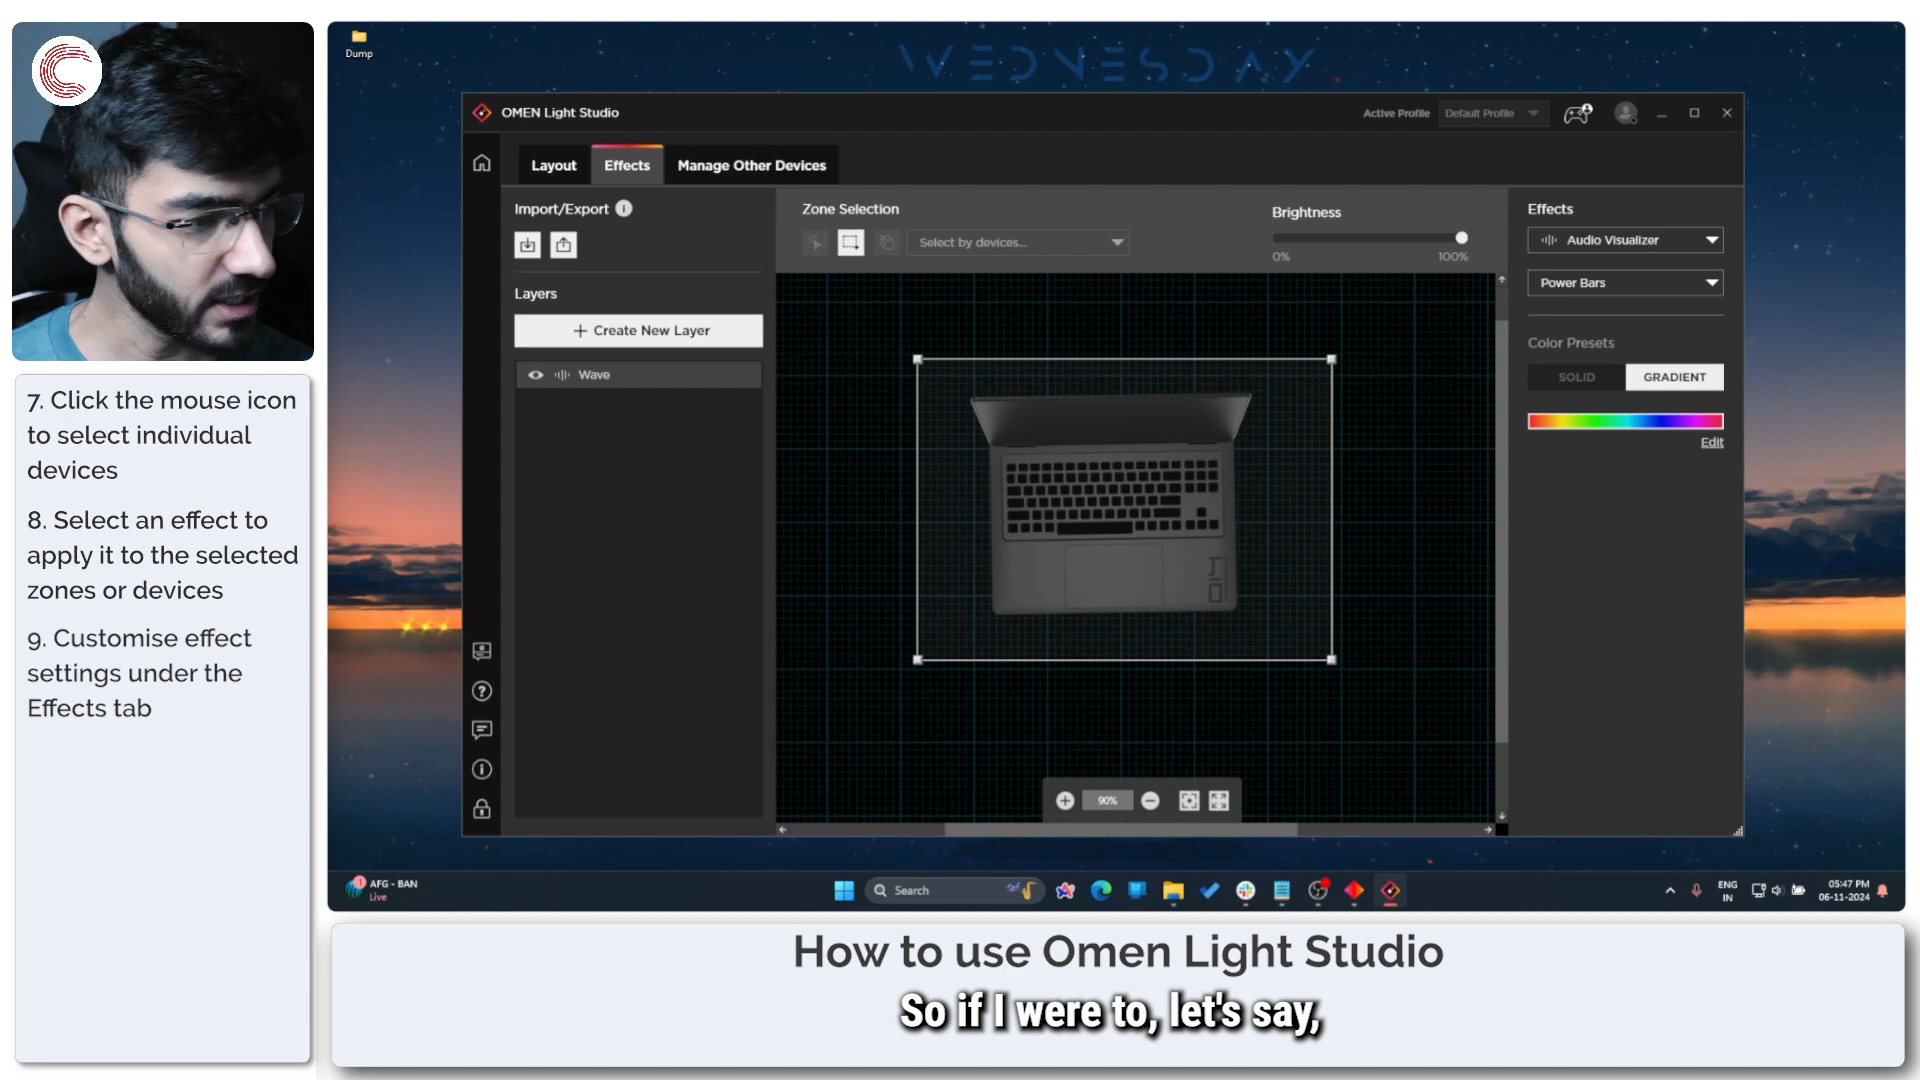 7. Click the mouse icon
to select individual
devices
8. Select an effect to
apply it to the selected
zones or devices
9. Customise effect
settings under the
Effects tab
Dump
WEDNESDAY
OMEN Light Studio
Active Profile
Default Profile
Layout
Effects
Manage Other Devices
Import/Export
Zone Selection
Select by devices...
Brightness
0%
100%
Layers
+ Create New Layer
Wave
90%
Effects
Audio Visualizer
Power Bars
Color Presets
SOLID
GRADIENT
Edit
1
AFG - BAN
Live
Search
ENG
IN
05:47 PM
06-11-2024
How to use Omen Light Studio
So if I were to, let's say,